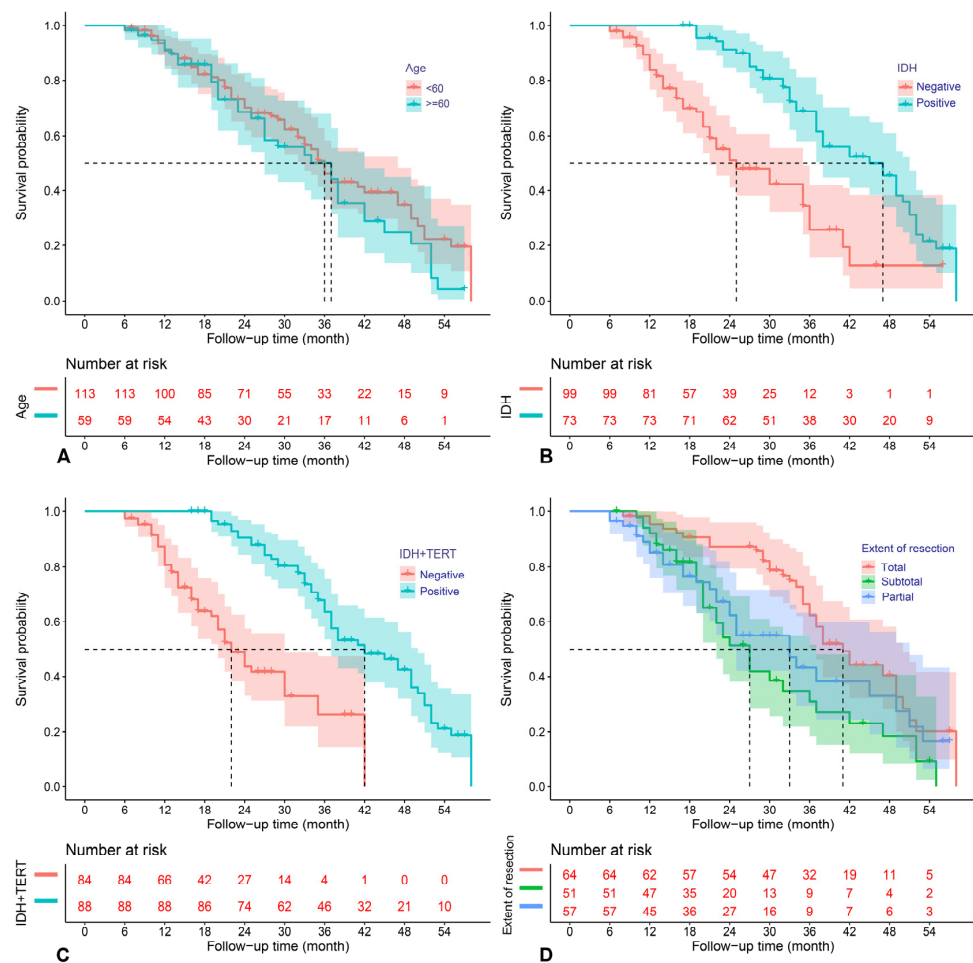 1.0
0.8
0.6
0.4
0.2
0.0
Survival probability
Age
<60
>=60
0 6 12 18 24 30 36 42 48 54
Follow-up time (month)
Number at risk
Age
113 113 100 85 71 55 33 22 15 9
59 59 54 43 30 21 17 11 6 1
0 6 12 18 24 30 36 42 48 54
A Follow-up time (month)
1.0
0.8
0.6
0.4
0.2
0.0
Survival probability
IDH
Negative
Positive
0 6 12 18 24 30 36 42 48 54
Follow-up time (month)
Number at risk
IDH
99 99 81 57 39 25 12 3 1 1
73 73 73 71 62 51 38 30 20 9
0 6 12 18 24 30 36 42 48 54
B Follow-up time (month)
1.0
0.8
0.6
0.4
0.2
0.0
Survival probability
IDH+TERT
Negative
Positive
0 6 12 18 24 30 36 42 48 54
Follow-up time (month)
Number at risk
IDH+TERT
84 84 66 42 27 14 4 1 0 0
88 88 88 86 74 62 46 32 21 10
0 6 12 18 24 30 36 42 48 54
C Follow-up time (month)
1.0
0.8
0.6
0.4
0.2
0.0
Survival probability
Extent of resection
Total
Subtotal
Partial
0 6 12 18 24 30 36 42 48 54
Follow-up time (month)
Number at risk
Extent of resection
64 64 62 57 54 47 32 19 11 5
51 51 47 35 20 13 9 7 4 2
57 57 45 36 27 16 9 7 6 3
0 6 12 18 24 30 36 42 48 54
D Follow-up time (month)